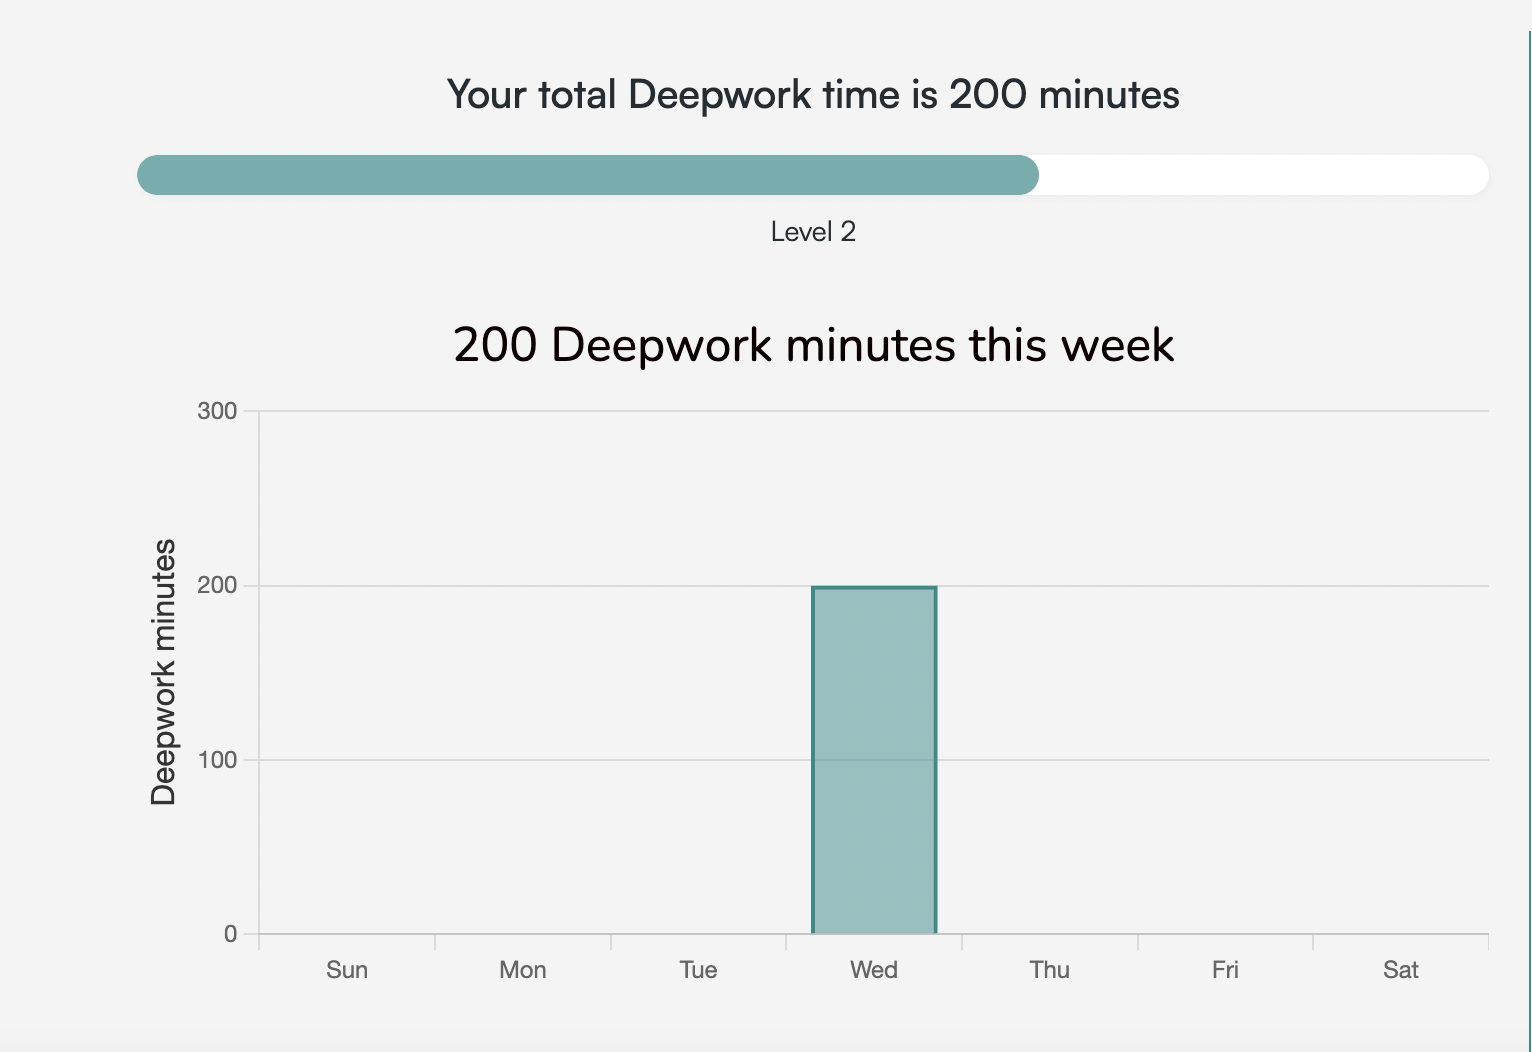 Your total Deepwork time is 200 minutes
Level 2
200 Deepwork minutes this week
Deepwork minutes
300
200
100
0
Sun Mon Tue Wed Thu Fri Sat